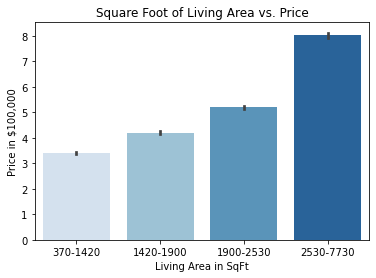 Square Foot of Living Area vs. Price
Price in $100,000
8
7
6
5
4
3
2
1
0
370-1420 1420-1900 1900-2530 2530-7730
Living Area in SqFt